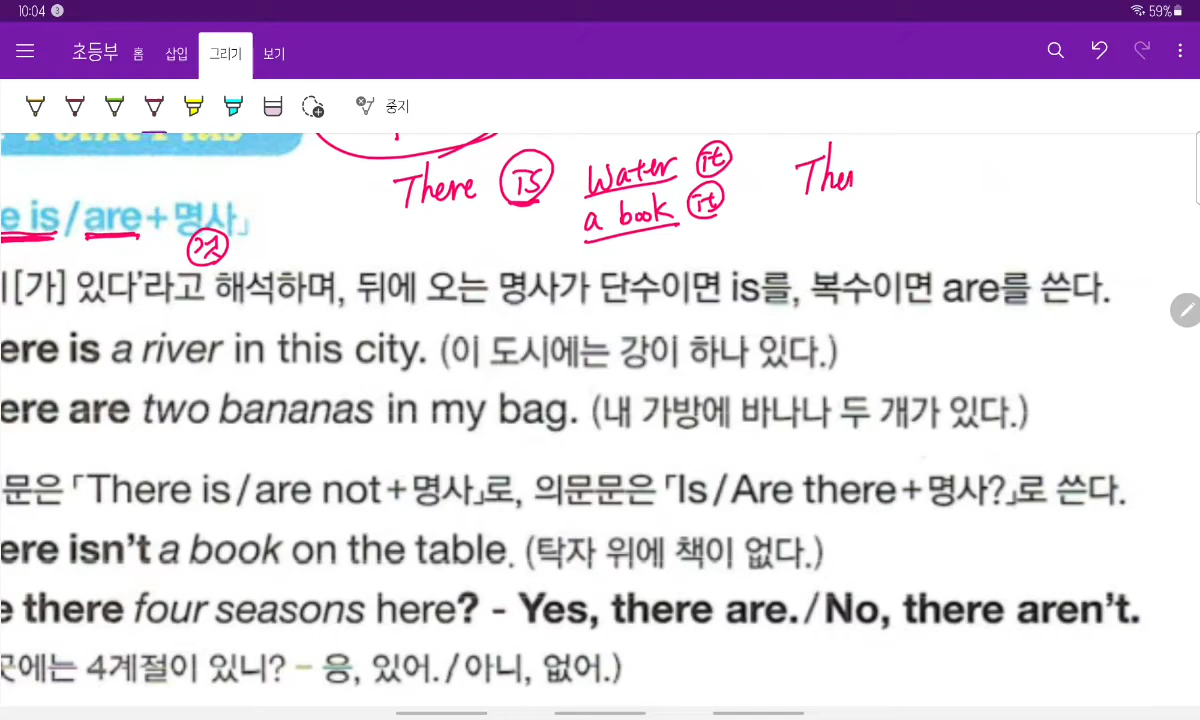 10:04 3 59%
초등부 홈 삽입 그리기 보기
중지
There is Water it Ther
a book it
e is/are+명사」
것
[가] 있다'라고 해석하며, 뒤에 오는 명사가 단수이면 is를, 복수이면 are를 쓴다.
ere is a river in this city. (이 도시에는 강이 하나 있다.)
ere are two bananas in my bag. (내 가방에 바나나 두 개가 있다.)
문은 「There is/are not+명사」로, 의문문은 「Is/Are there+명사?」로 쓴다.
ere isn't a book on the table. (탁자 위에 책이 없다.)
e there four seasons here? - Yes, there are./No, there aren't.
곳에는 4계절이 있니? – 응, 있어./아니, 없어.)